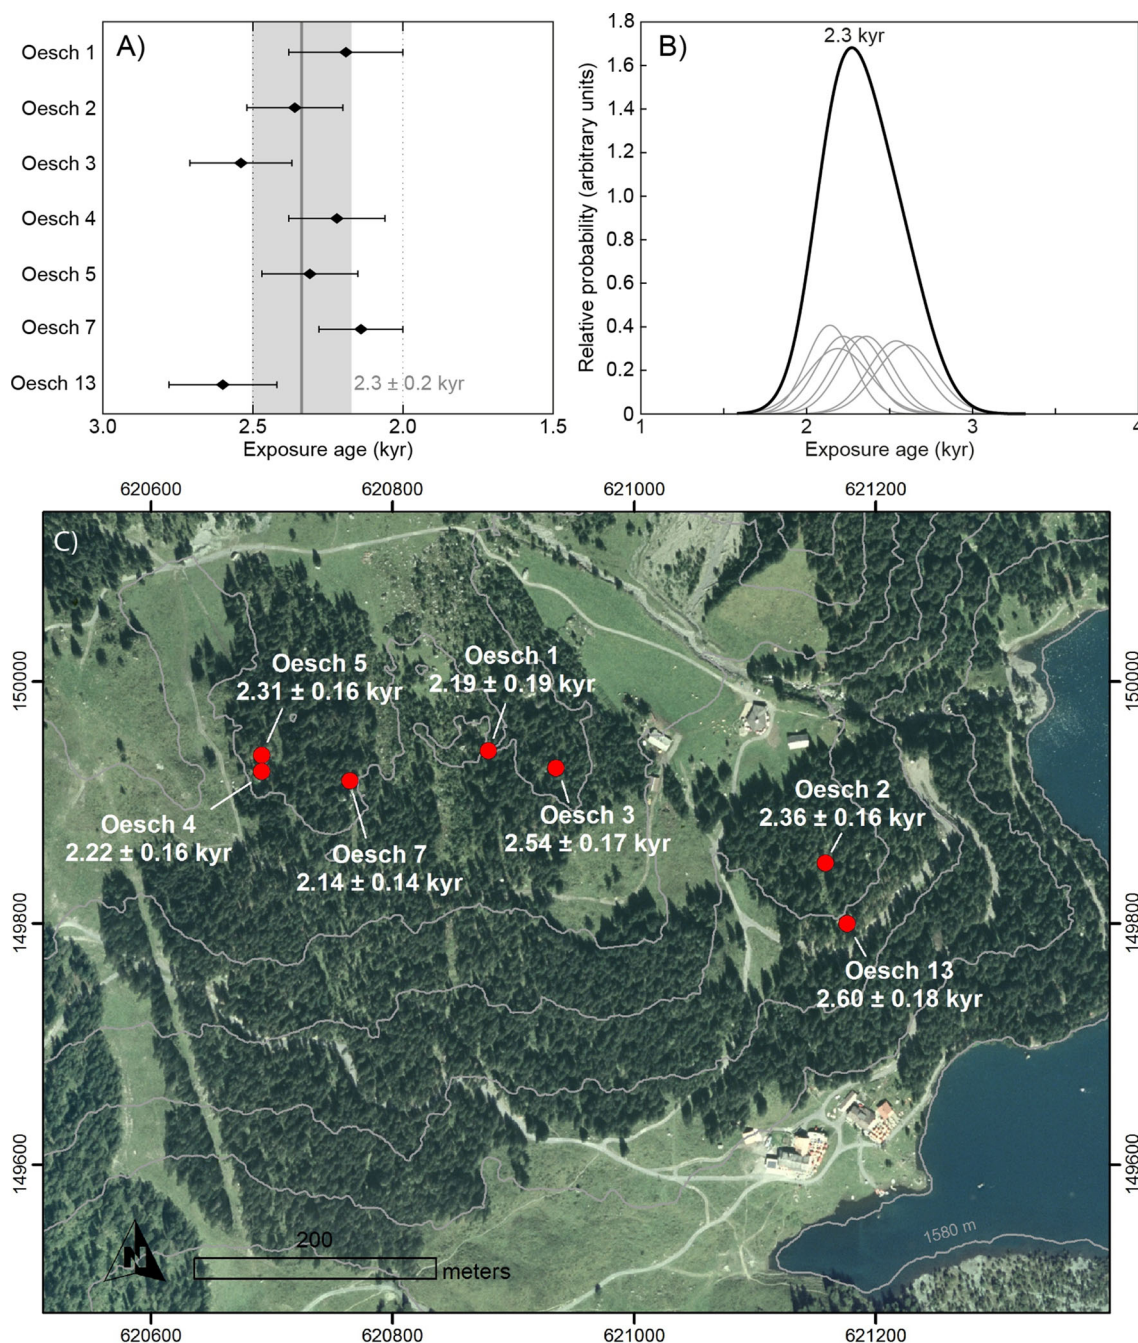 A)
Oesch 1
Oesch 2
Oesch 3
Oesch 4
Oesch 5
Oesch 7
Oesch 13
2.3 ± 0.2 kyr
3.0 2.5 2.0 1.5
Exposure age (kyr)
B)
2.3 kyr
Relative probability (arbitrary units)
1.8
1.6
1.4
1.2
1.0
0.8
0.6
0.4
0.2
0
1 2 3 4
Exposure age (kyr)
620600 620800 621000 621200
C)
150000
149800
149600
150000
149800
149600
Oesch 5
2.31 ± 0.16 kyr
Oesch 1
2.19 ± 0.19 kyr
Oesch 4
2.22 ± 0.16 kyr
Oesch 7
2.14 ± 0.14 kyr
Oesch 3
2.54 ± 0.17 kyr
Oesch 2
2.36 ± 0.16 kyr
Oesch 13
2.60 ± 0.18 kyr
1580 m
N
200
meters
620600 620800 621000 621200